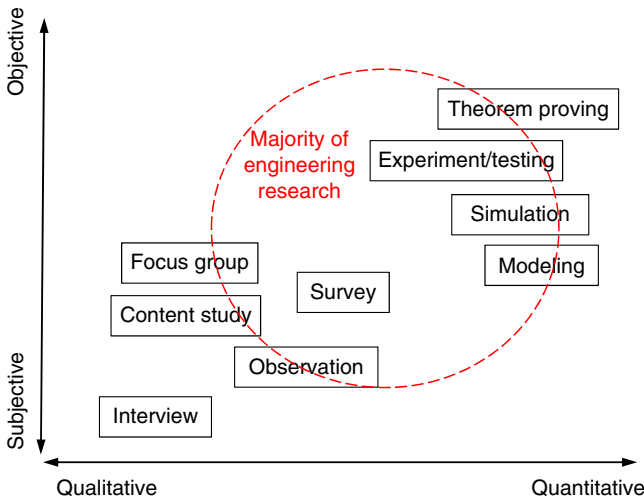 Objective
Theorem proving
Majority of
engineering
research
Experiment/testing
Simulation
Focus group
Modeling
Survey
Content study
Observation
Subjective
Interview
Qualitative
Quantitative